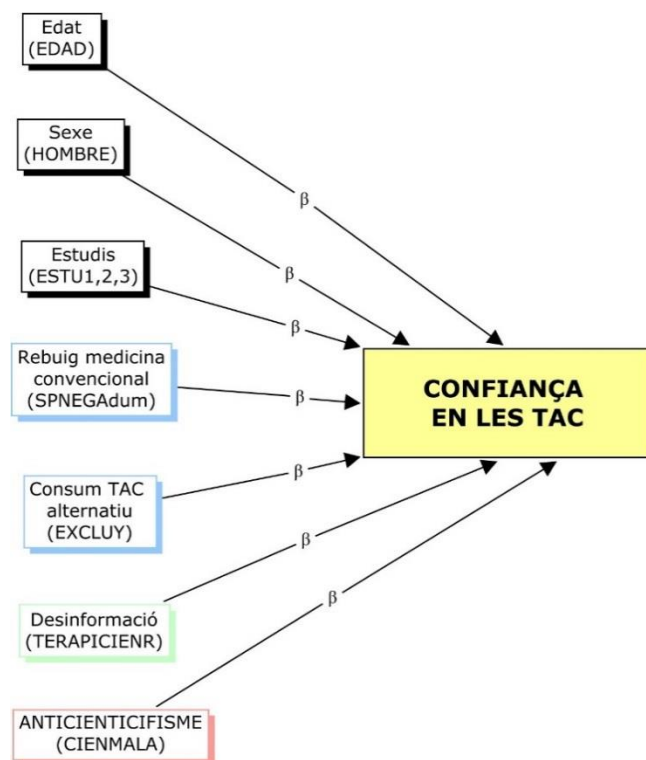 Edat
(EDAD)
β
Sexe
(HOMBRE)
β
Estudis
(ESTU1,2,3)
β
Rebuig medicina
convencional
(SPNEGAdum)
β
CONFIANÇA
EN LES TAC
Consum TAC
alternatiu
(EXCLUY)
β
Desinformació
(TERAPICIENR)
β
ANTICIENTICIFISME
(CIENMALA)
β